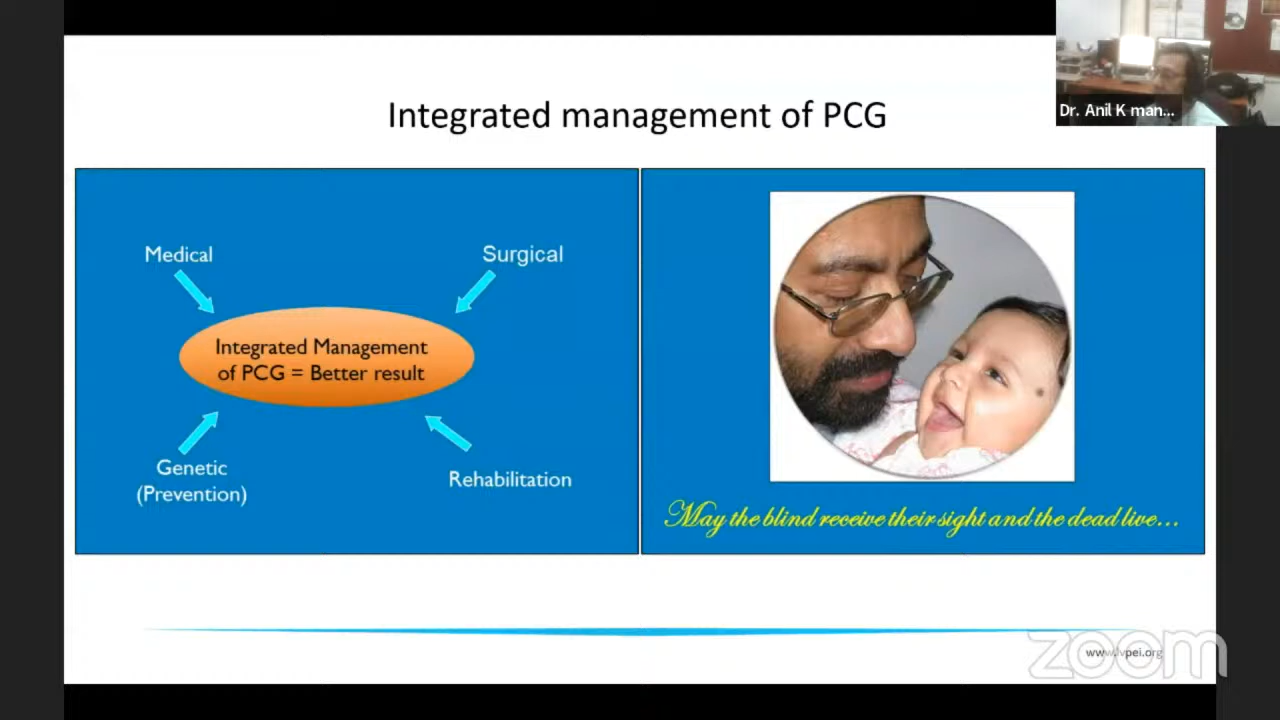 Integrated management of PCG
Dr. Anil K man...
Medical
Surgical
Integrated Management
of PCG = Better result
Genetic
(Prevention)
Rehabilitation
May the blind receive their sight and the dead live...
www.lvpei.org
zoom